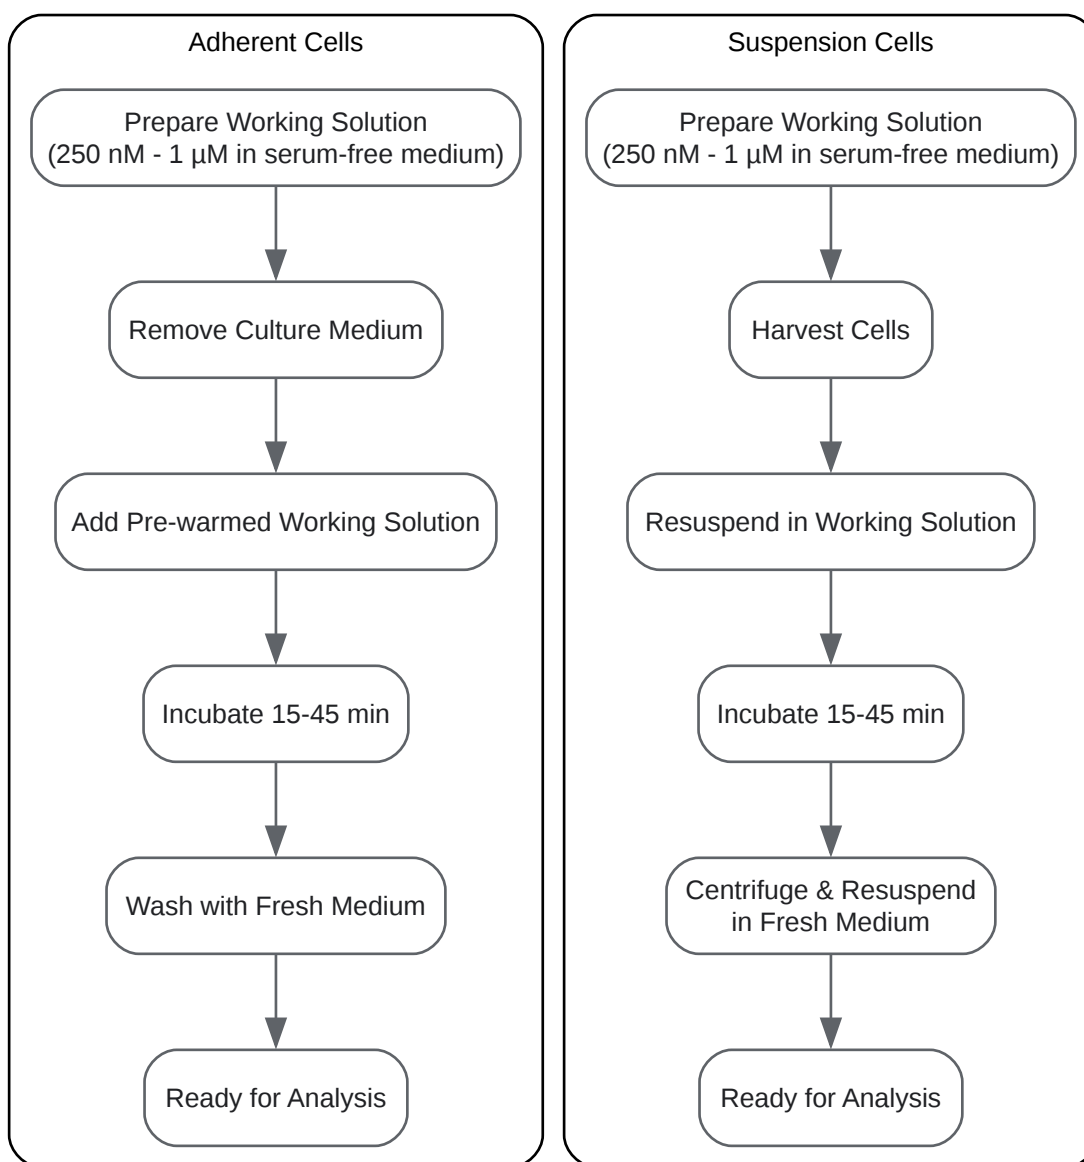 Adherent Cells
Prepare Working Solution
(250 nM - 1 µM in serum-free medium)
Remove Culture Medium
Add Pre-warmed Working Solution
Incubate 15-45 min
Wash with Fresh Medium
Ready for Analysis
Suspension Cells
Prepare Working Solution
(250 nM - 1 µM in serum-free medium)
Harvest Cells
Resuspend in Working Solution
Incubate 15-45 min
Centrifuge & Resuspend
in Fresh Medium
Ready for Analysis